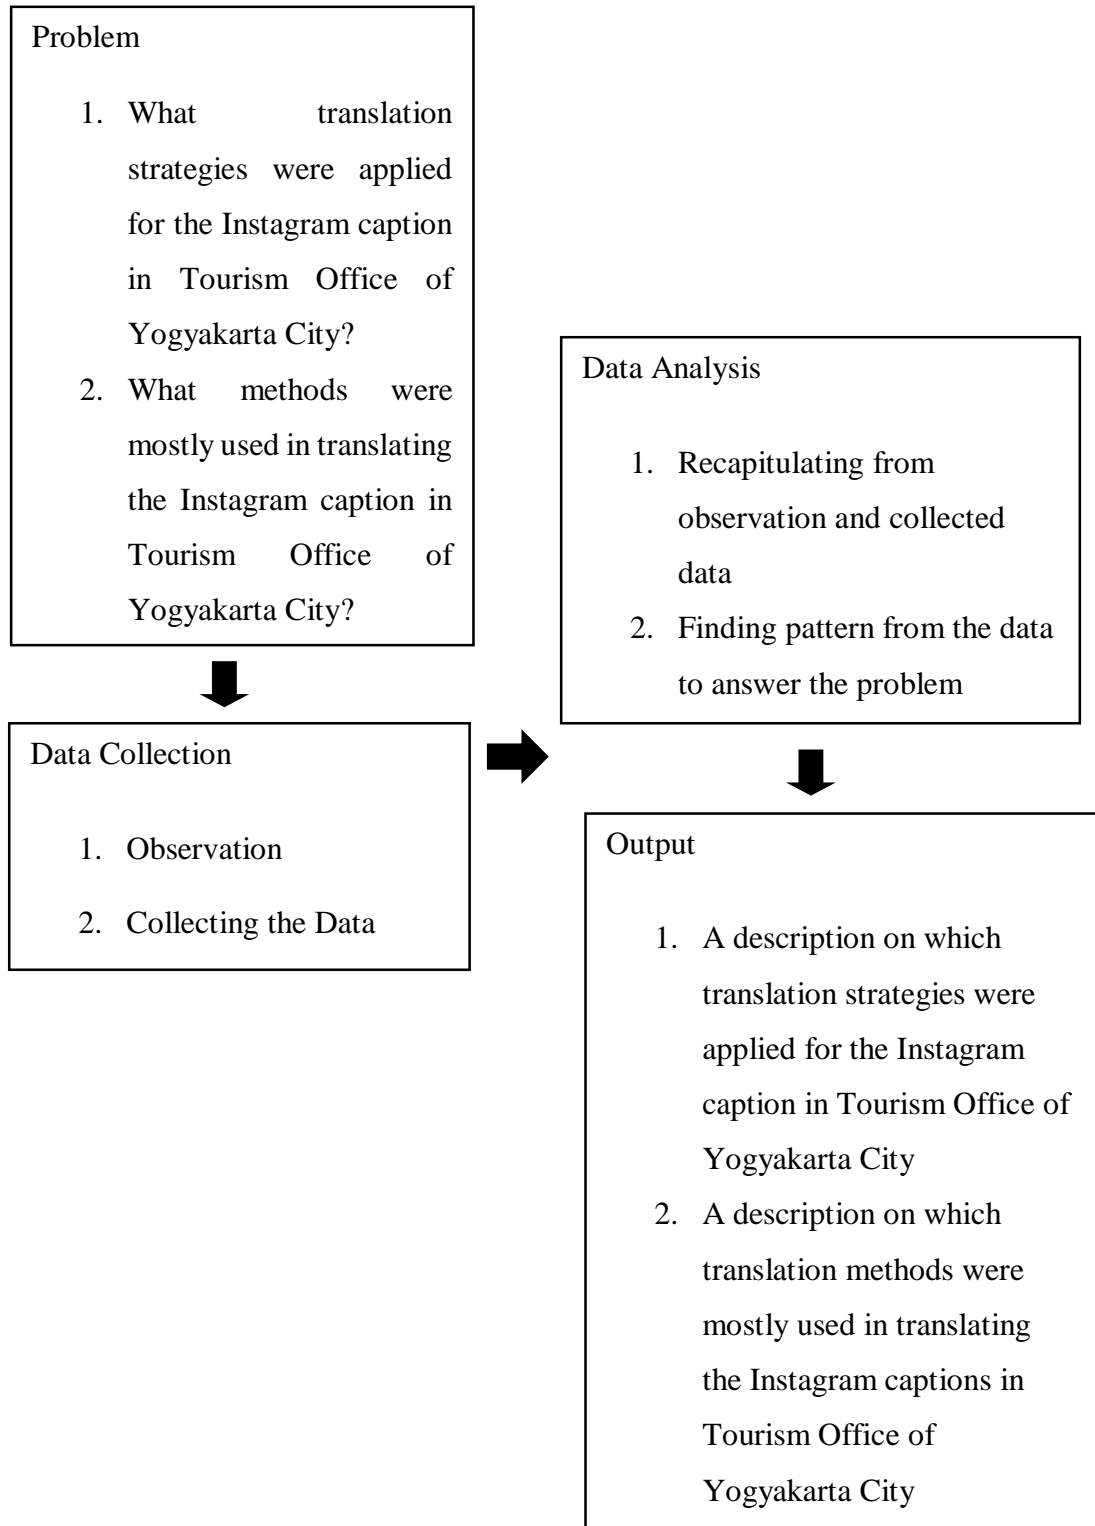 Problem
1. What translation
strategies were applied
for the Instagram caption
in Tourism Office of
Yogyakarta City?
2. What methods were
mostly used in translating
the Instagram caption in
Tourism Office of
Yogyakarta City?
Data Collection
1. Observation
2. Collecting the Data
Data Analysis
1. Recapitulating from
observation and collected
data
2. Finding pattern from the data
to answer the problem
Output
1. A description on which
translation strategies were
applied for the Instagram
caption in Tourism Office of
Yogyakarta City
2. A description on which
translation methods were
mostly used in translating
the Instagram captions in
Tourism Office of
Yogyakarta City